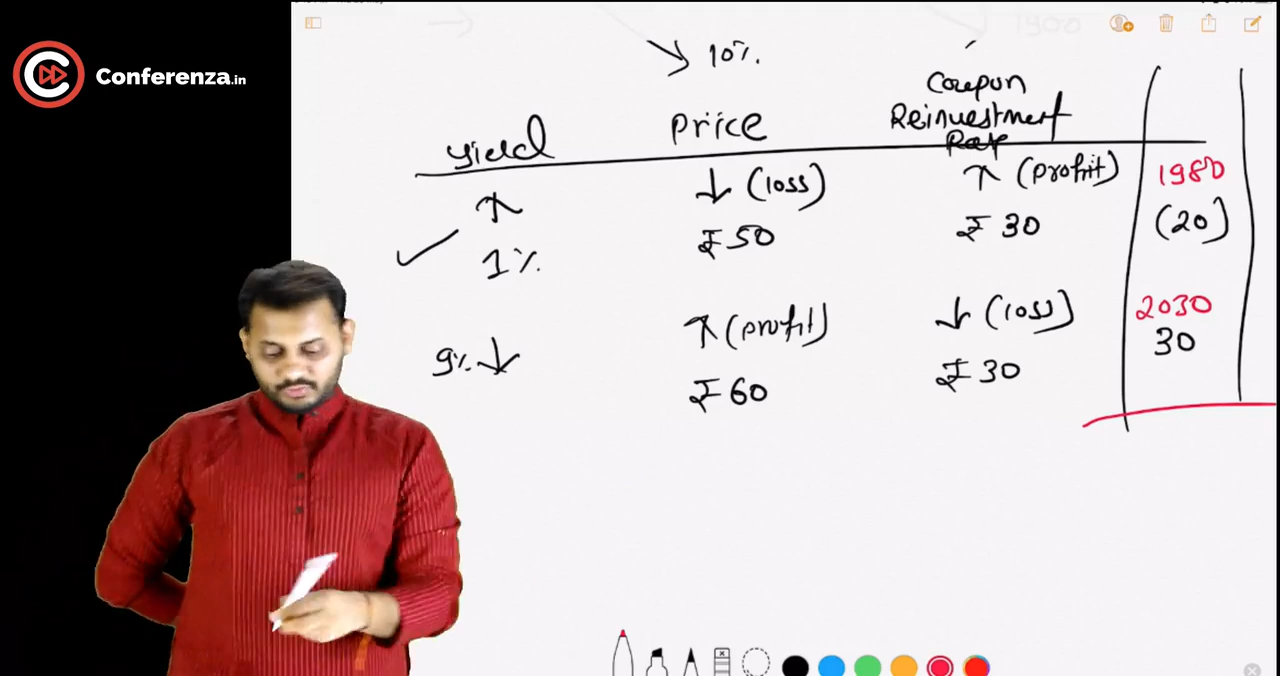 Conferenza.in
10%.
Yield
Price
Coupon
Reinvestment
Rate
↑
↓ (loss)
↑ (profit)
1980
1%.
₹50
₹30
(20)
9%. ↓
↑ (profit)
↓ (loss)
2030
₹60
₹30
30